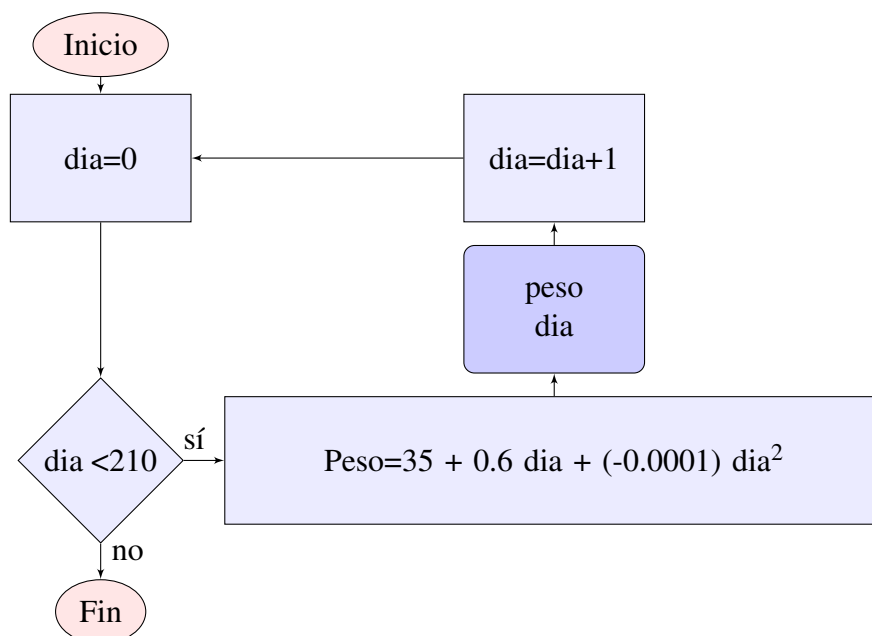 Inicio
dia=0
dia=dia+1
peso
dia
dia <210
sí
Peso=35 + 0.6 dia + (-0.0001) dia²
no
Fin